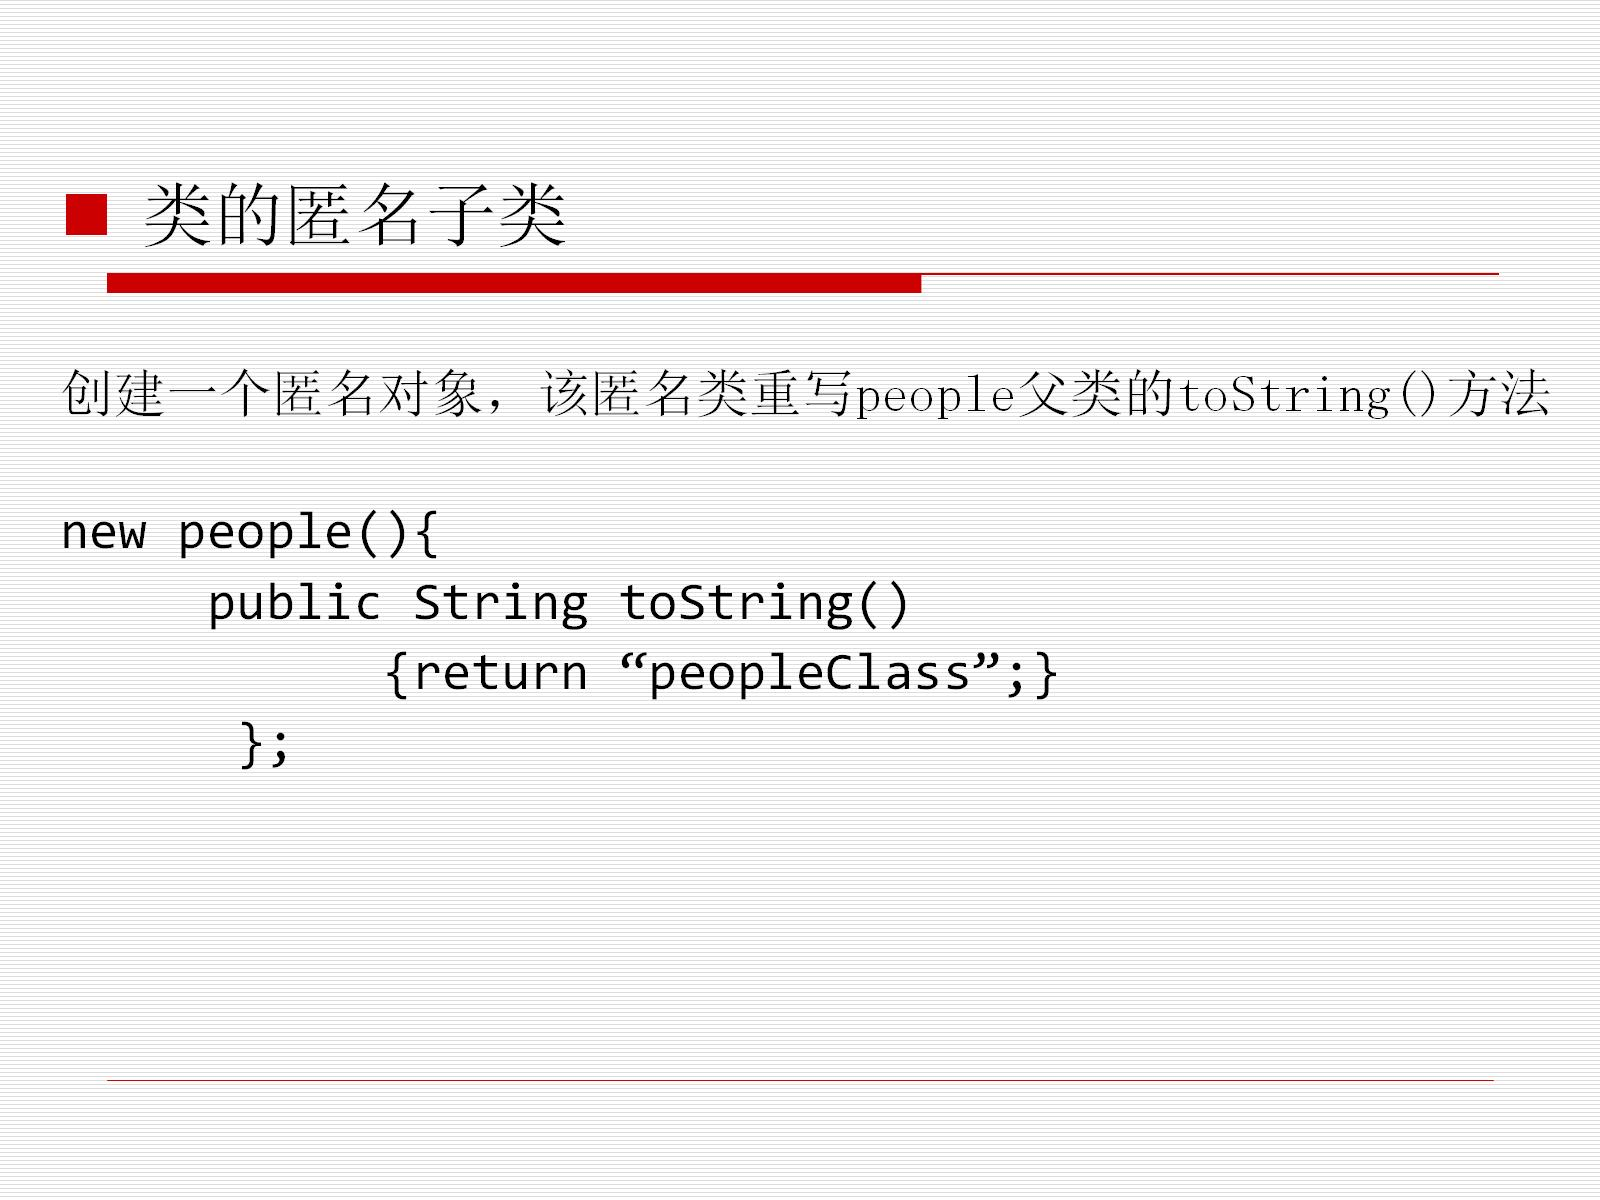 类的匿名子类
创建一个匿名对象，该匿名类重写people父类的toString()方法
new people(){
public String toString()
{return “peopleClass”;}
};